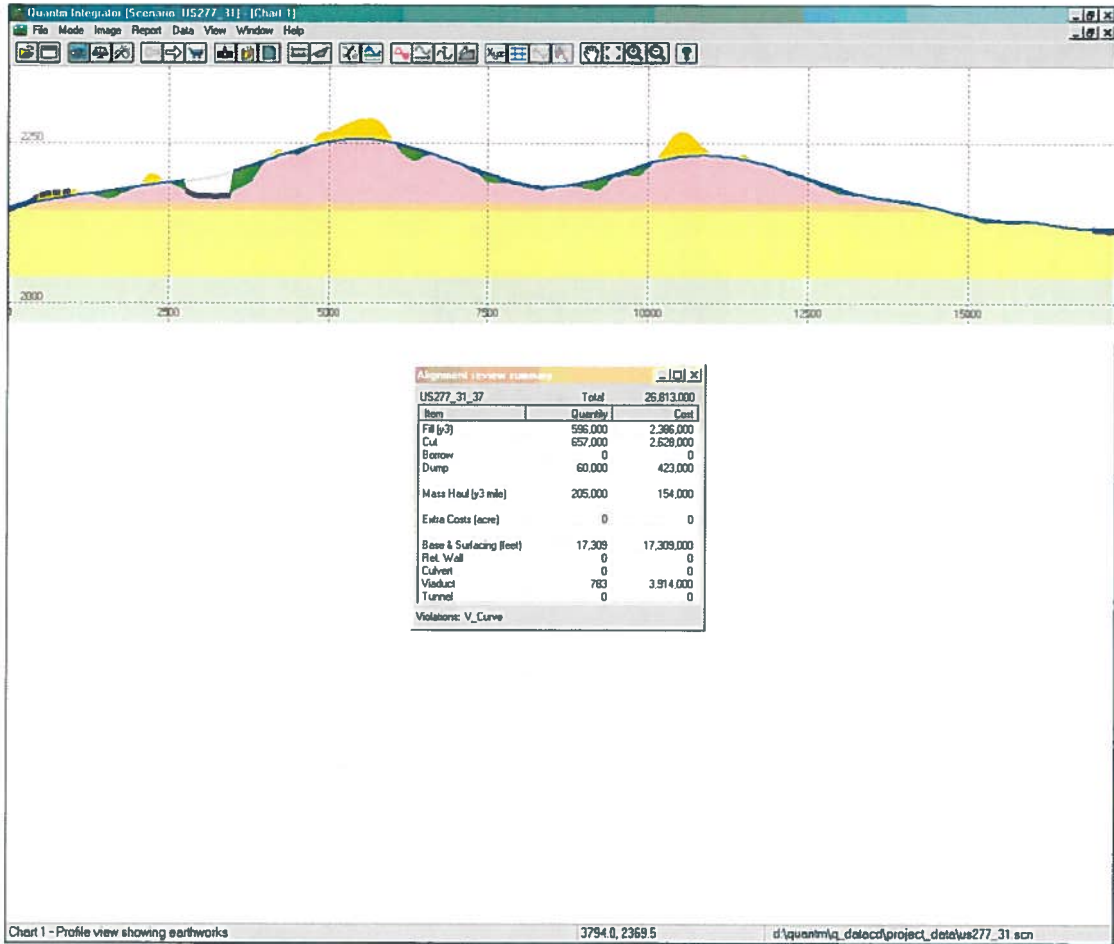 Quantm Integrator [Scenario: US277_31] - [Chart 1]
File Mode Image Report Data View Window Help
2250
2000
0 2500 5000 7500 10000 12500 15000
Alignment review summary
US277_31_37 Total 26,813,000
Item Quantity Cost
Fill (y3) 596,000 2,386,000
Cut 657,000 2,628,000
Borrow 0 0
Dump 60,000 423,000
Mass Haul (y3 mile) 205,000 154,000
Extra Costs (acre) 0 0
Base & Surfacing (feet) 17,309 17,309,000
Ret. Wall 0 0
Culvert 0 0
Viaduct 783 3,914,000
Tunnel 0 0
Violations: V_Curve
Chart 1 - Profile view showing earthworks 3794.0, 2369.5 d:\quantm\q_datacd\project_data\us277_31.scn